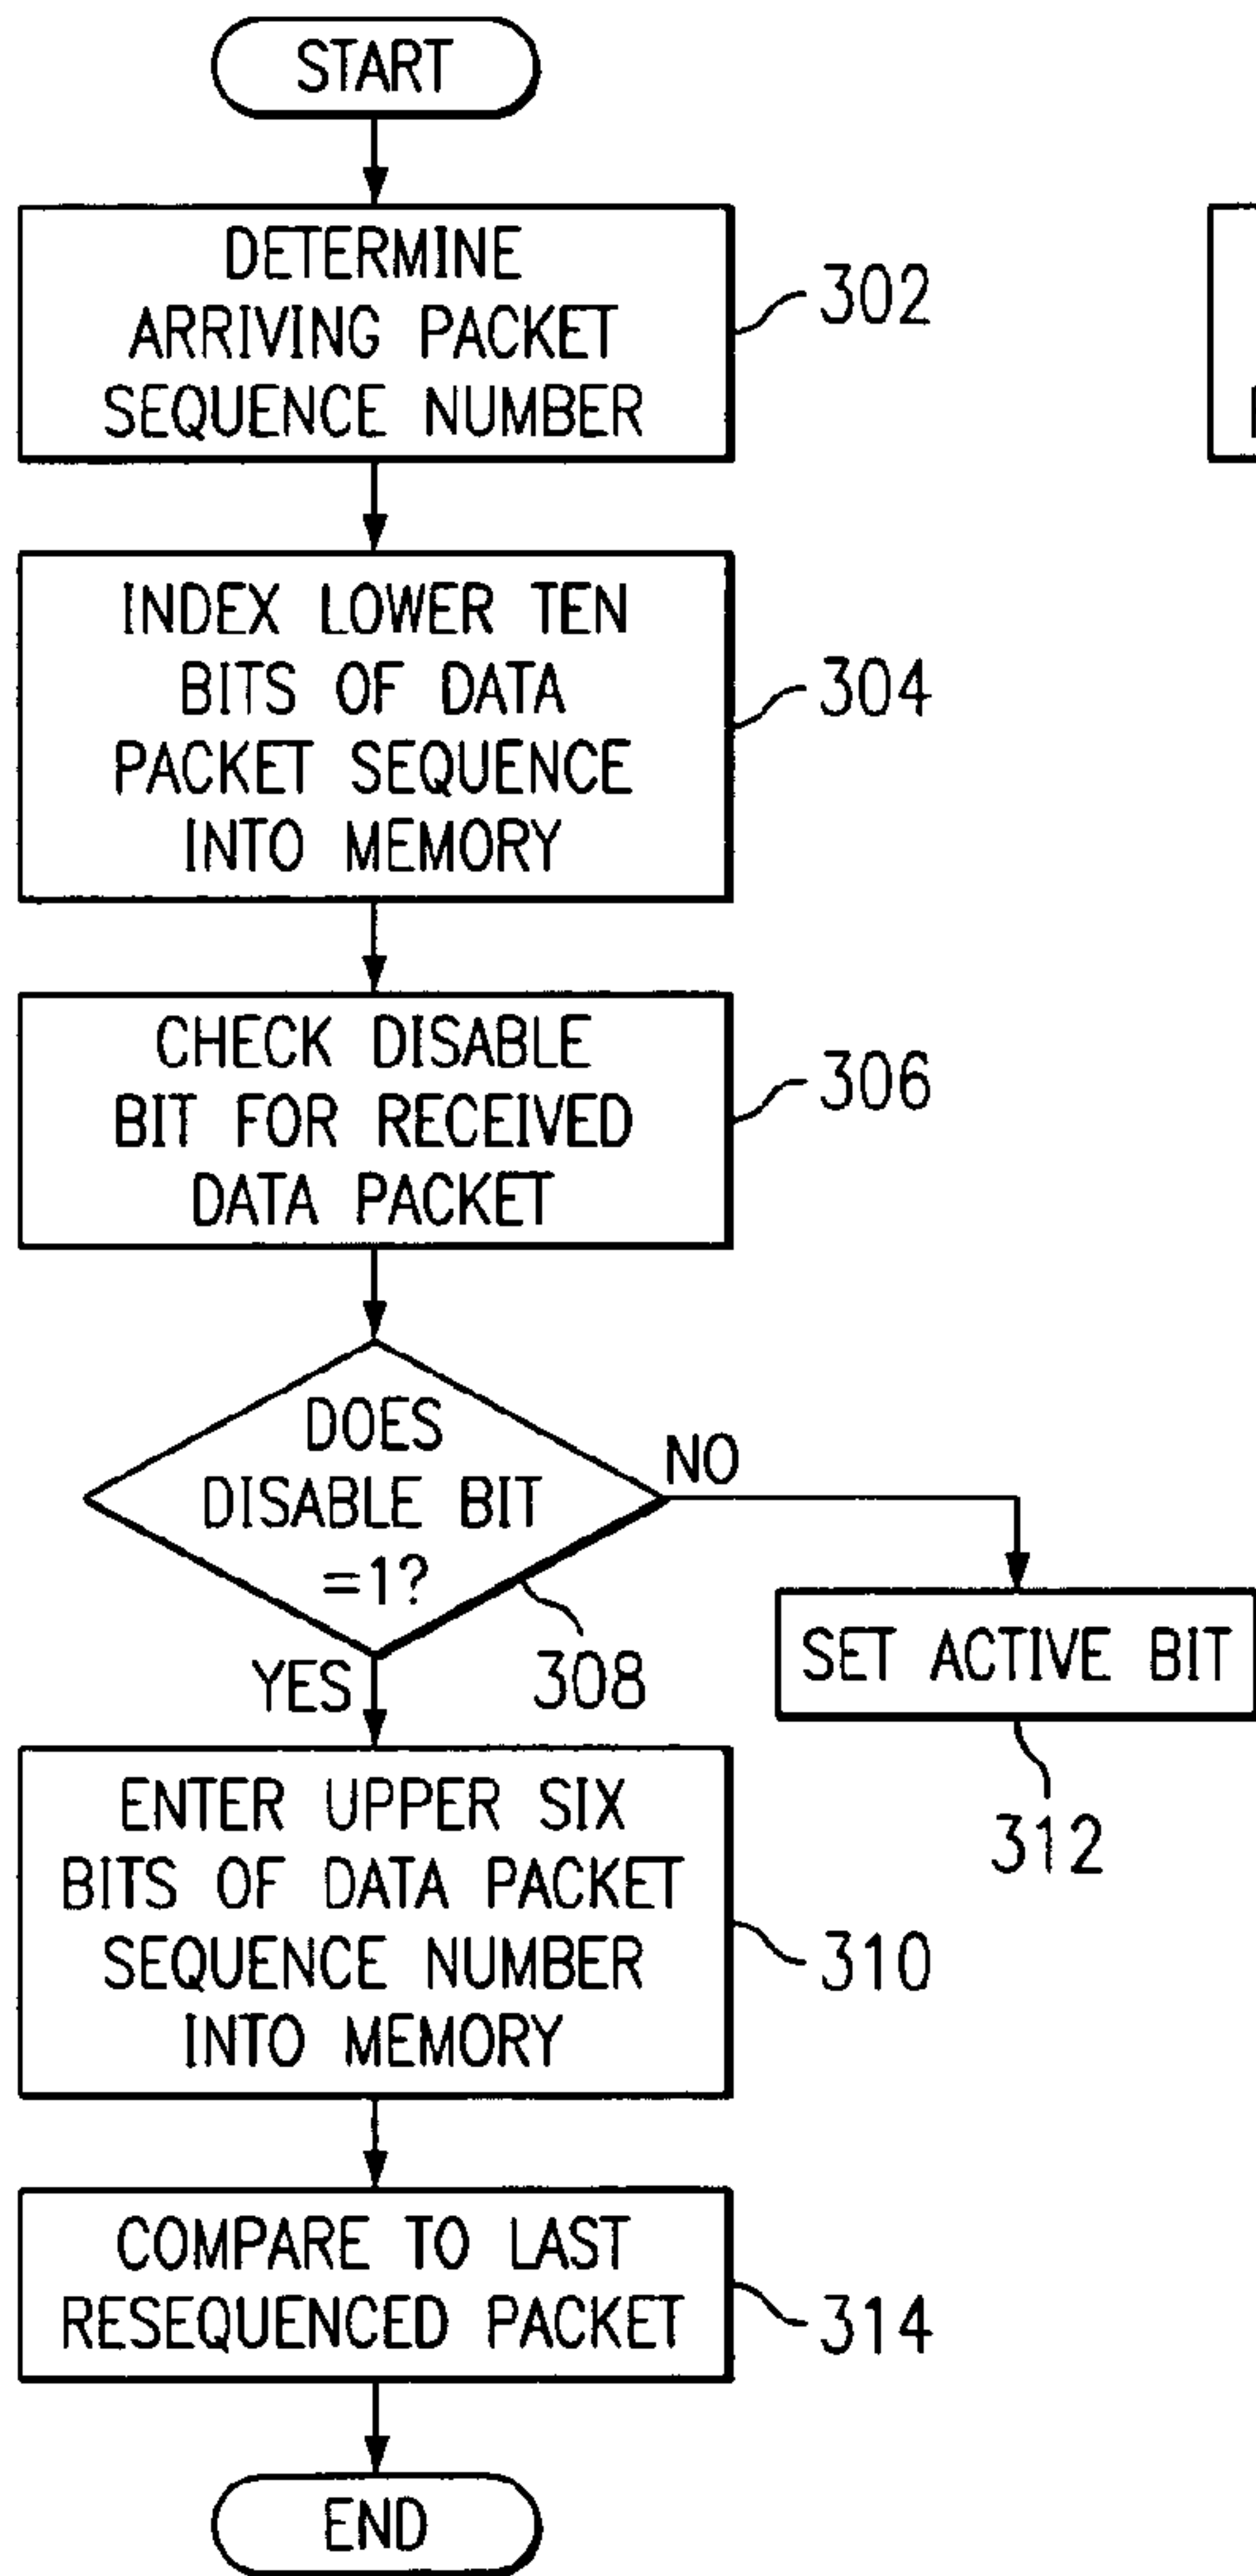 START
DETERMINE
ARRIVING PACKET
SEQUENCE NUMBER
302
INDEX LOWER TEN
BITS OF DATA
PACKET SEQUENCE
INTO MEMORY
304
CHECK DISABLE
BIT FOR RECEIVED
DATA PACKET
306
DOES
DISABLE BIT
=1?
308
NO
SET ACTIVE BIT
312
YES
ENTER UPPER SIX
BITS OF DATA PACKET
SEQUENCE NUMBER
INTO MEMORY
310
COMPARE TO LAST
RESEQUENCED PACKET
314
END